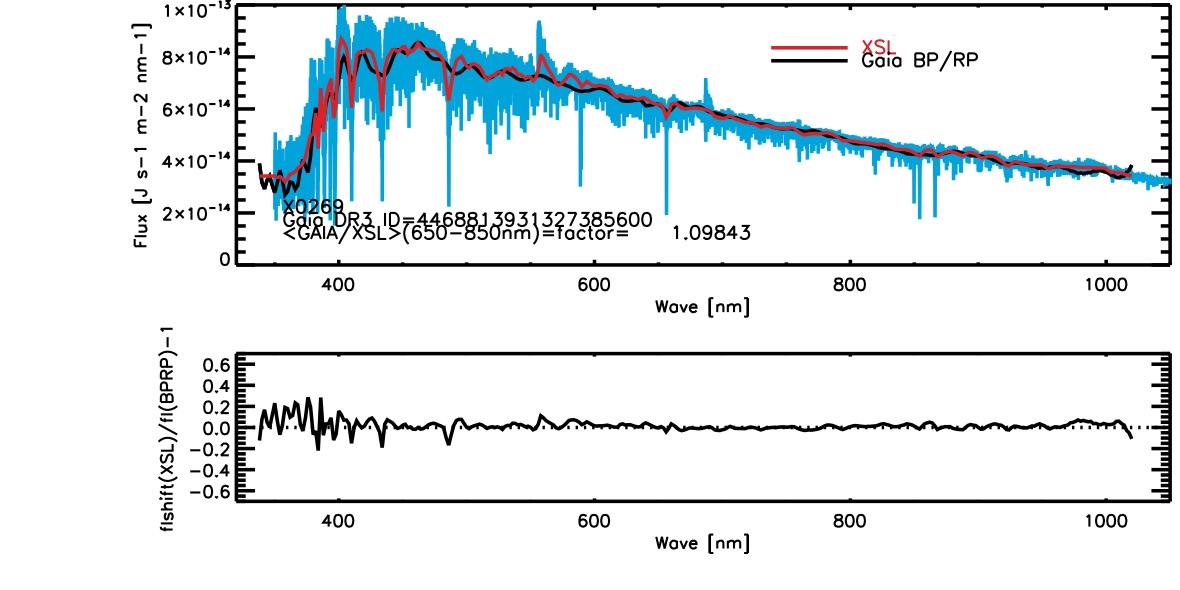 1×10−13
8×10−14
6×10−14
4×10−14
2×10−14
0
Flux [J s−1 m−2 nm−1]
XSL
Gaia BP/RP
X0269
Gaia DR3 ID=4468813931327385600
<GAIA/XSL>(650−850nm)=factor= 1.09843
400 600 800 1000
Wave [nm]
flshift(XSL)/fl(BPRP)−1
0.6
0.4
0.2
0.0
−0.2
−0.4
−0.6
400 600 800 1000
Wave [nm]